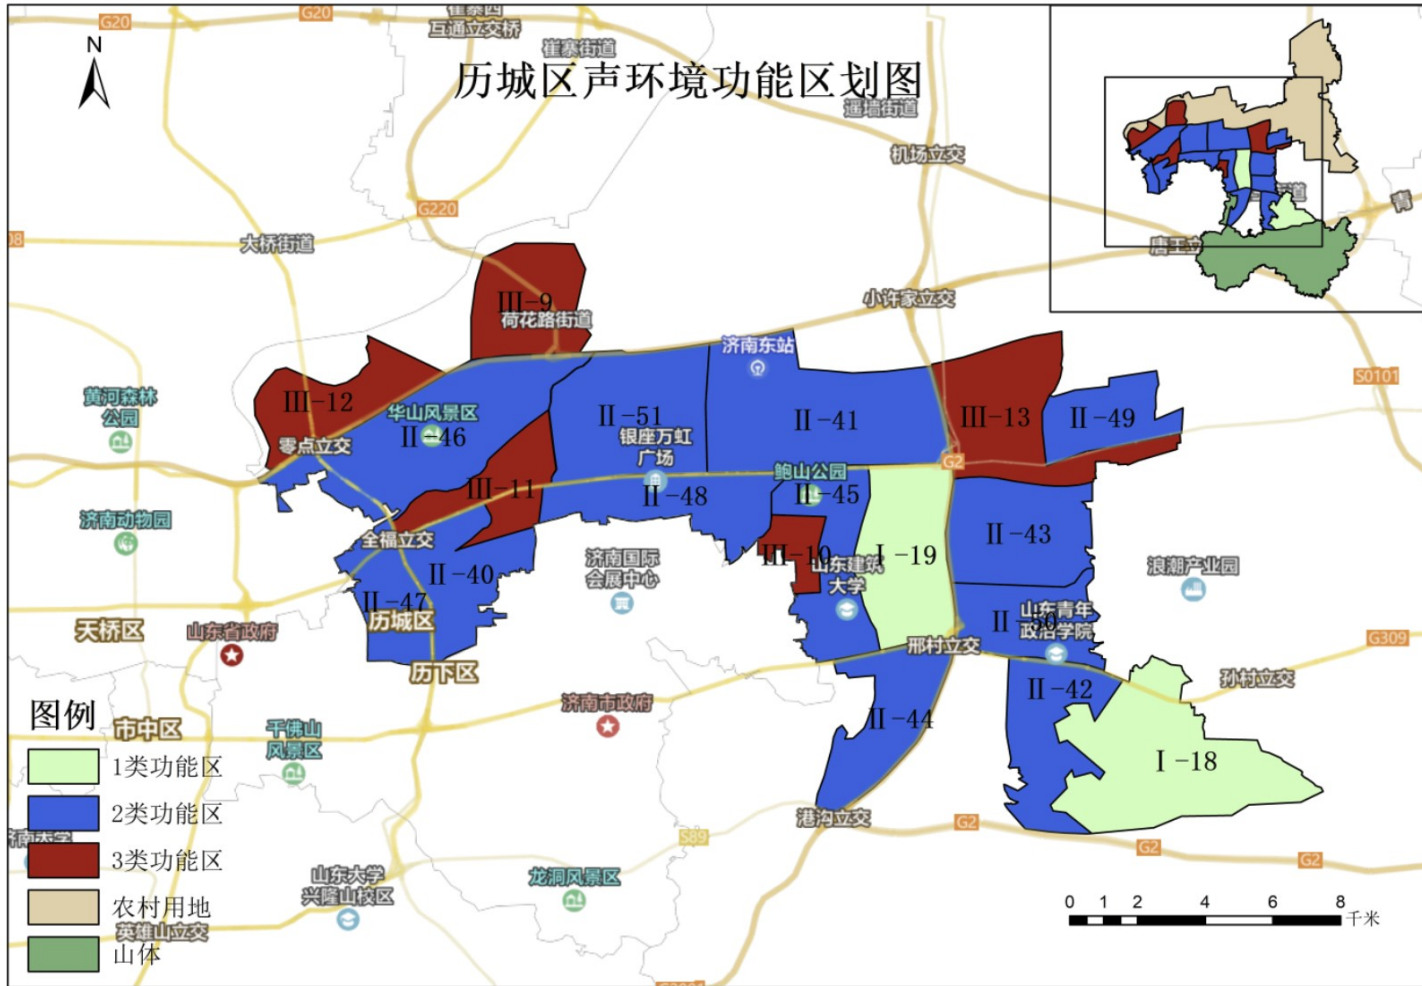 G20
G20
崔寨西
互通立交桥
崔寨街道
N
历城区声环境功能区划图
遥墙街道
机场立交
G220
大桥街道
青
唐王立
街道
08
小许家立交
III-9
荷花路街道
济南东站
S0101
黄河森林
公园
III-12
华山风景区
II-46
II-51
II-41
III-13
II-49
零点立交
银座万虹
广场
G2
鲍山公园
III-11
II-48
II-45
济南动物园
全福立交
II-43
III-10
I-19
II-40
济南国际
会展中心
山东建筑
大学
浪潮产业园
II-47
历城区
天桥区
山东省政府
山东青年
II-50
政治学院
邢村立交
G309
历下区
孙村立交
II-42
济南市政府
图例
市中区
千佛山
风景区
II-44
I-18
1类功能区
2类功能区
港沟立交
G2
S89
G2
G2
3类功能区
山东大学
兴隆山校区
龙洞风景区
农村用地
英雄山立交
山体
0 1 2 4 6 8
千米